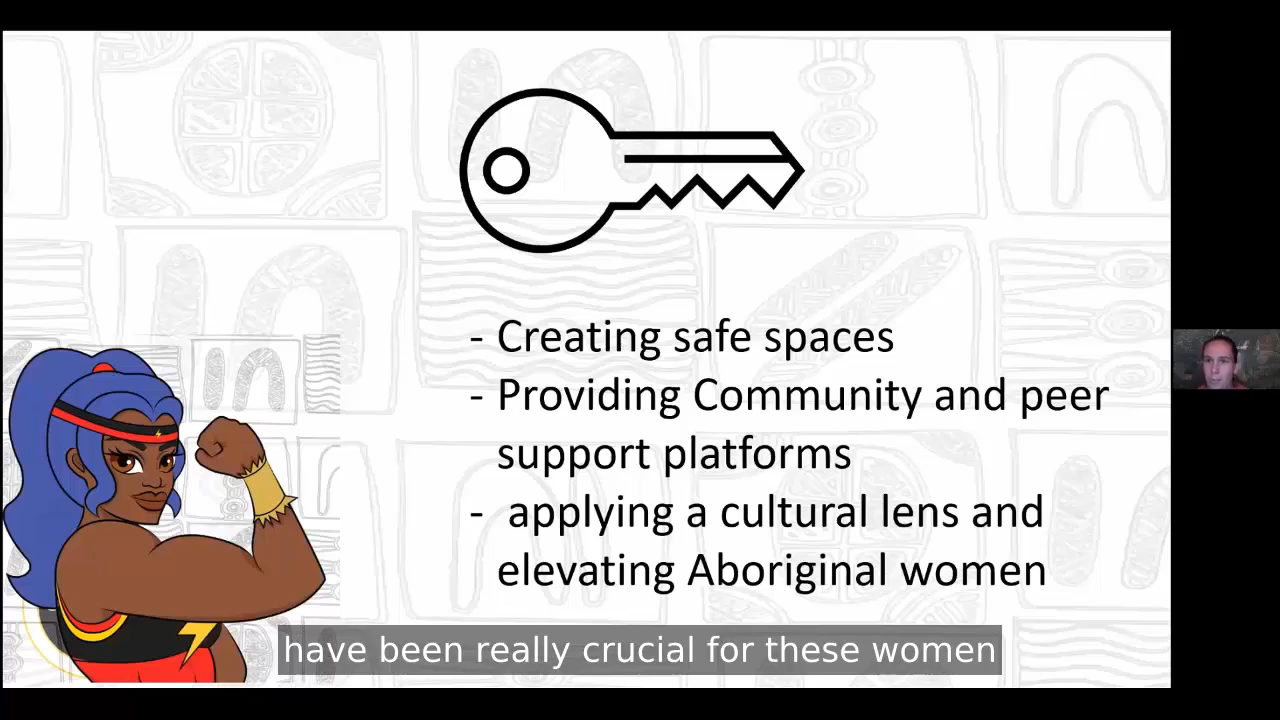 - Creating safe spaces
- Providing Community and peer
support platforms
- applying a cultural lens and
elevating Aboriginal women
have been really crucial for these women